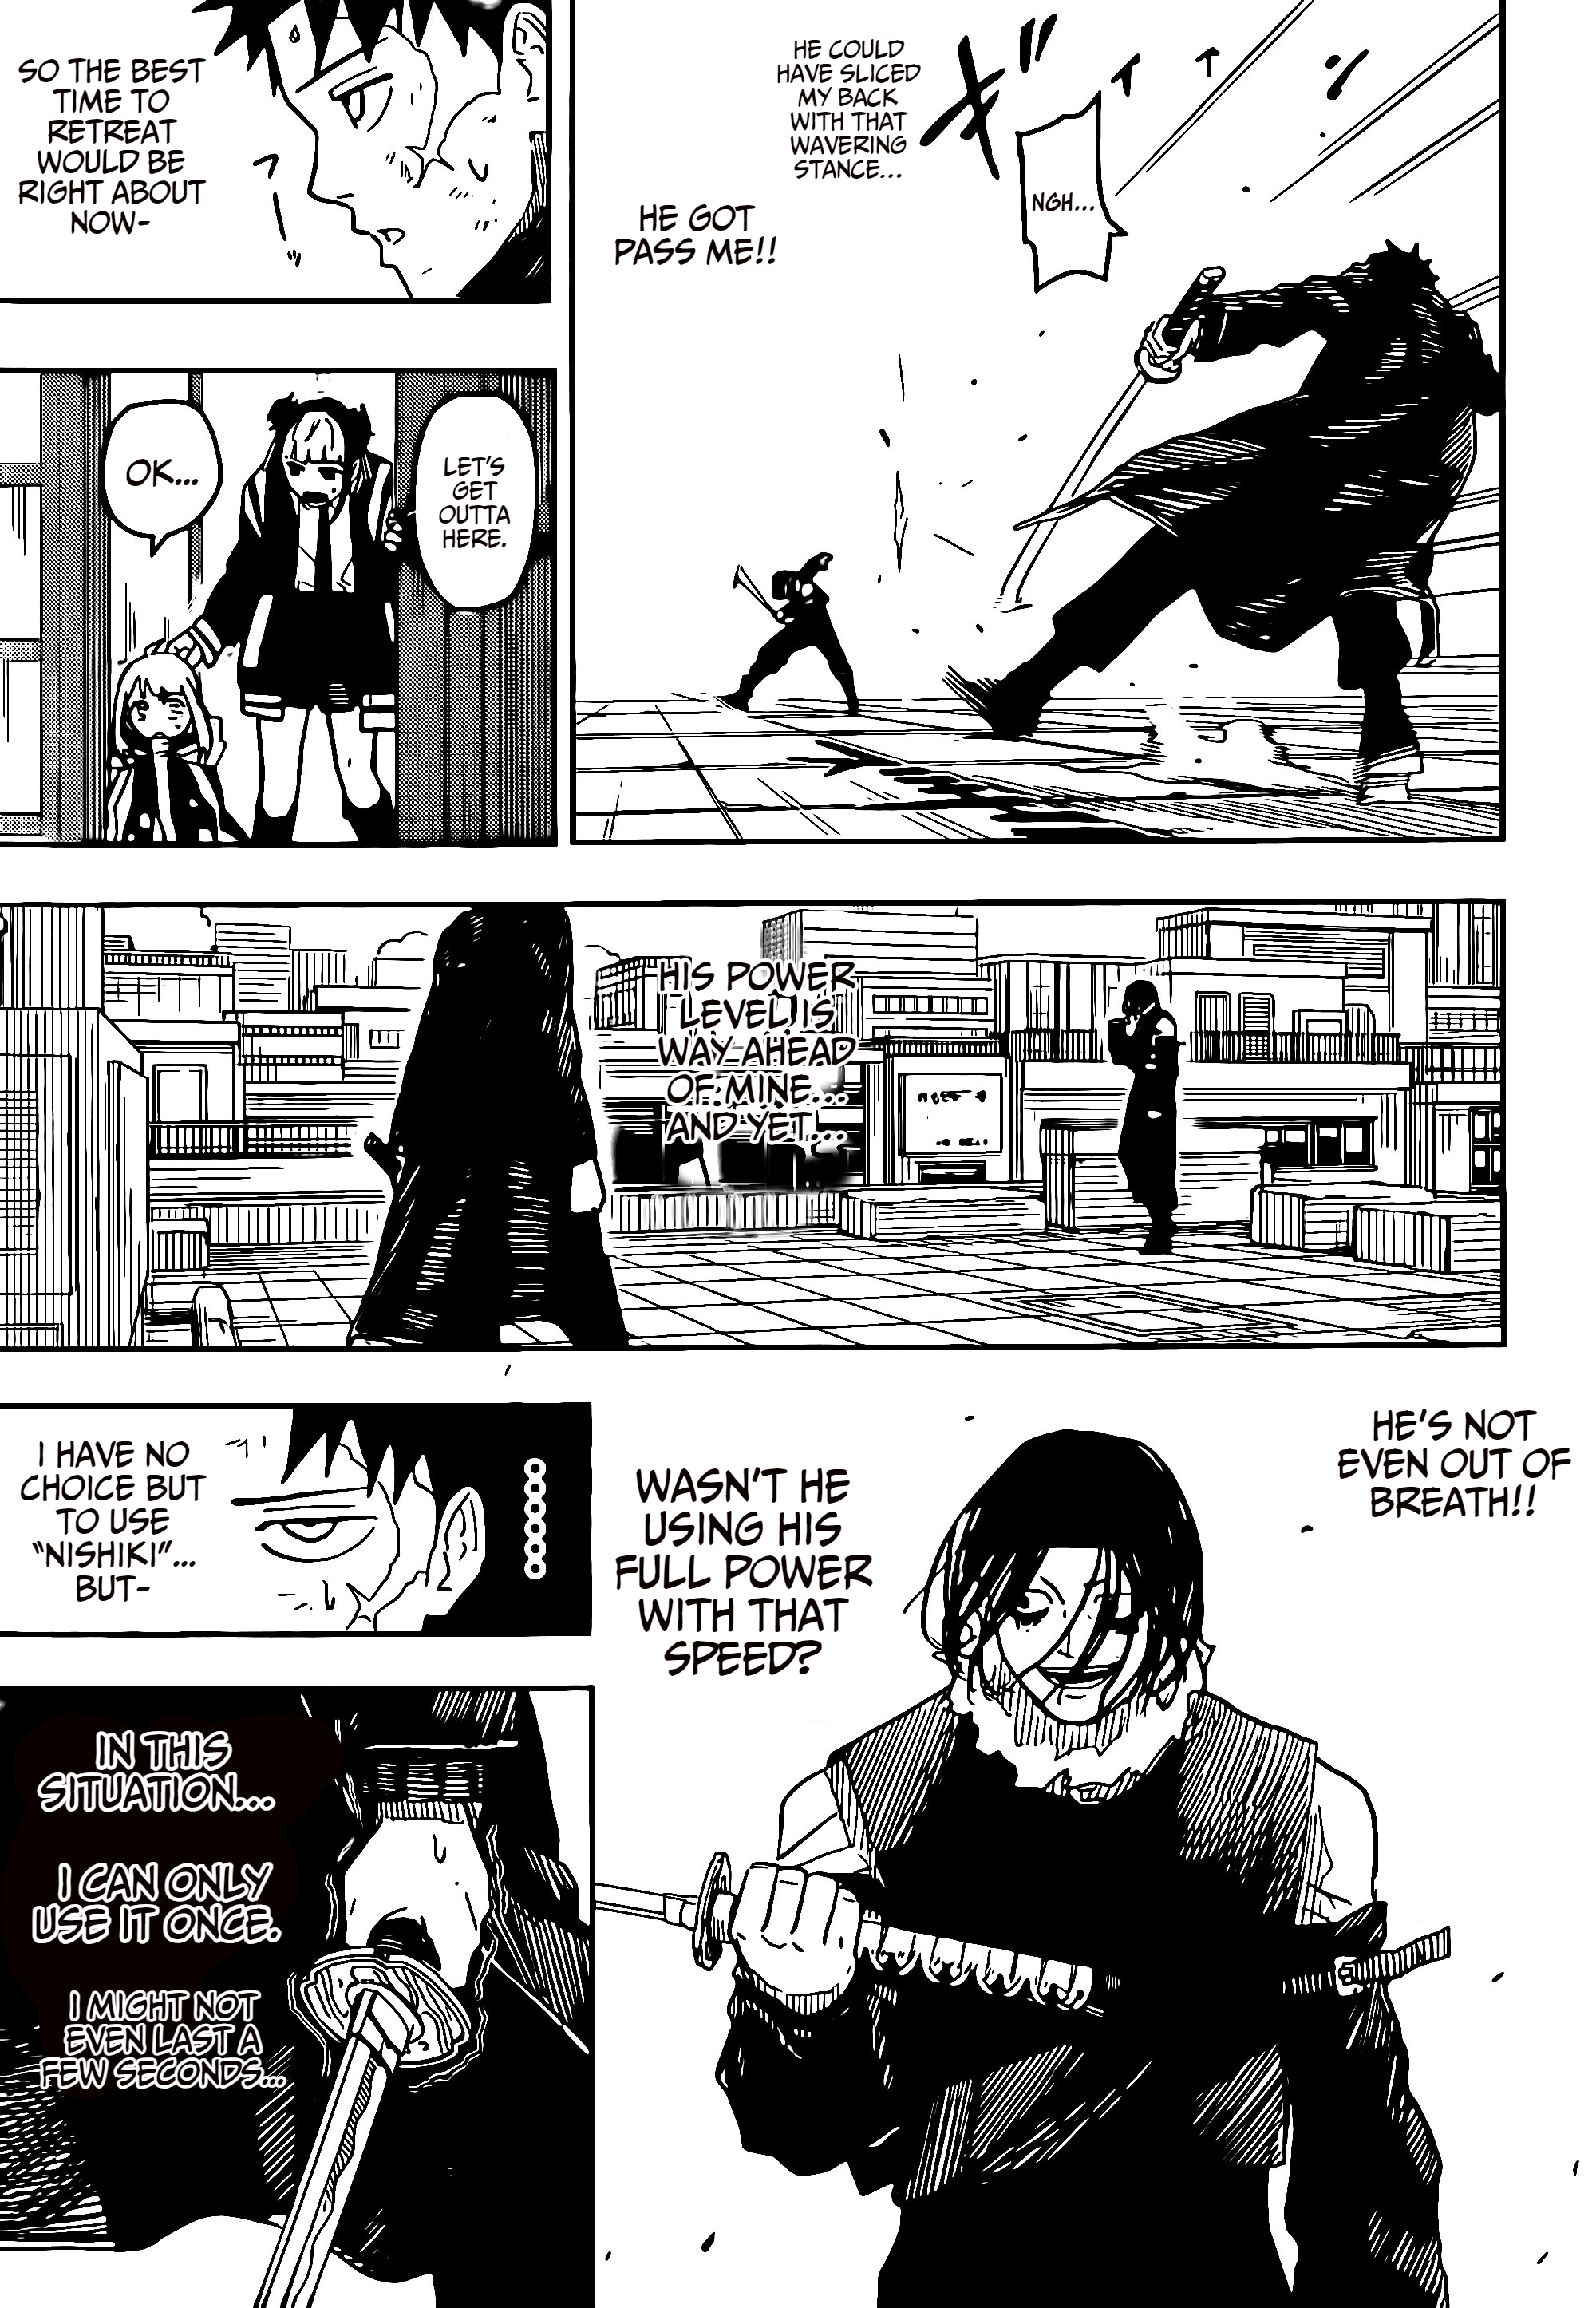 HE COULD
HAVE SLICED
MY BACK
WITH THAT
WAVERING
STANCE...
ギッ
NGH...
HE GOT
PASS ME!!
SO THE BEST
TIME TO
RETREAT
WOULD BE
RIGHT ABOUT
NOW-
LET'S
GET
OUTTA
HERE.
OK...
HIS POWER
LEVEL IS
WAY AHEAD
OF MINE...
AND YET...
HE'S NOT
EVEN OUT OF
BREATH!!
WASN'T HE
USING HIS
FULL POWER
WITH THAT
SPEED?
I HAVE NO
CHOICE BUT
TO USE
"NISHIKI"...
BUT-
IN THIS
SITUATION...
I CAN ONLY
USE IT ONCE.
I MIGHT NOT
EVEN LAST A
FEW SECONDS...